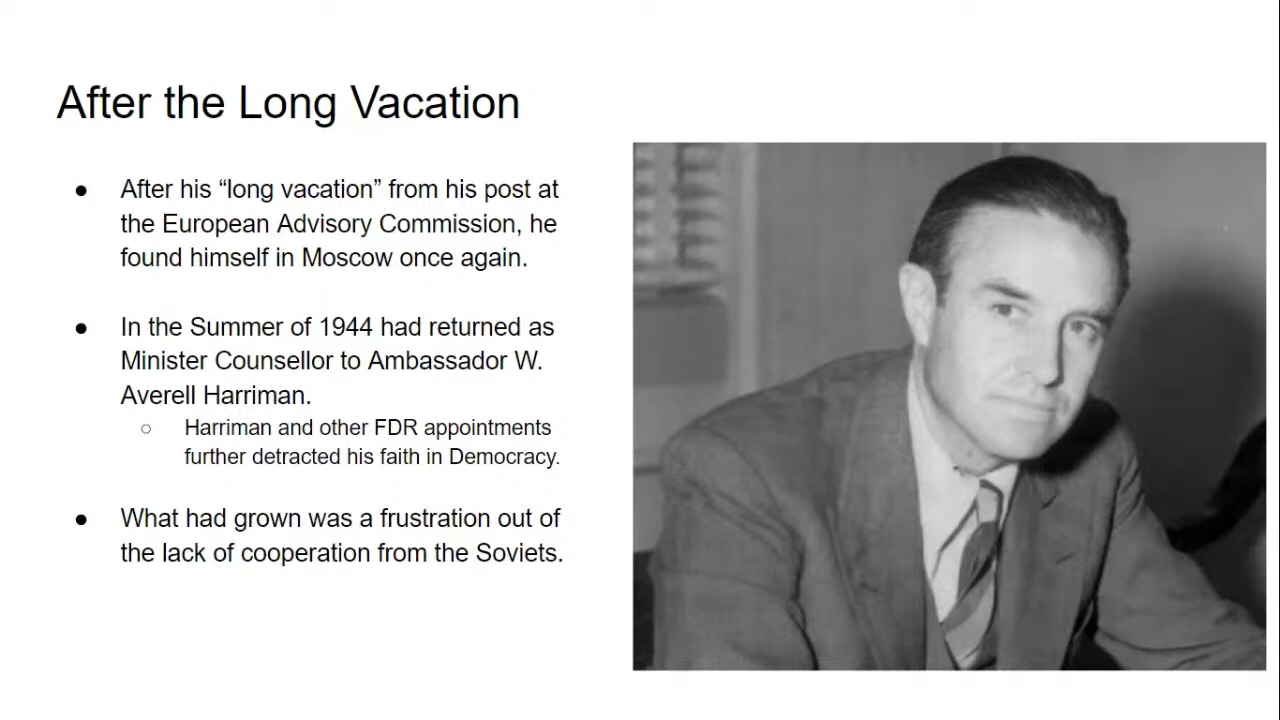 After the Long Vacation
● After his “long vacation” from his post at
the European Advisory Commission, he
found himself in Moscow once again.
● In the Summer of 1944 had returned as
Minister Counsellor to Ambassador W.
Averell Harriman.
○ Harriman and other FDR appointments
further detracted his faith in Democracy.
● What had grown was a frustration out of
the lack of cooperation from the Soviets.